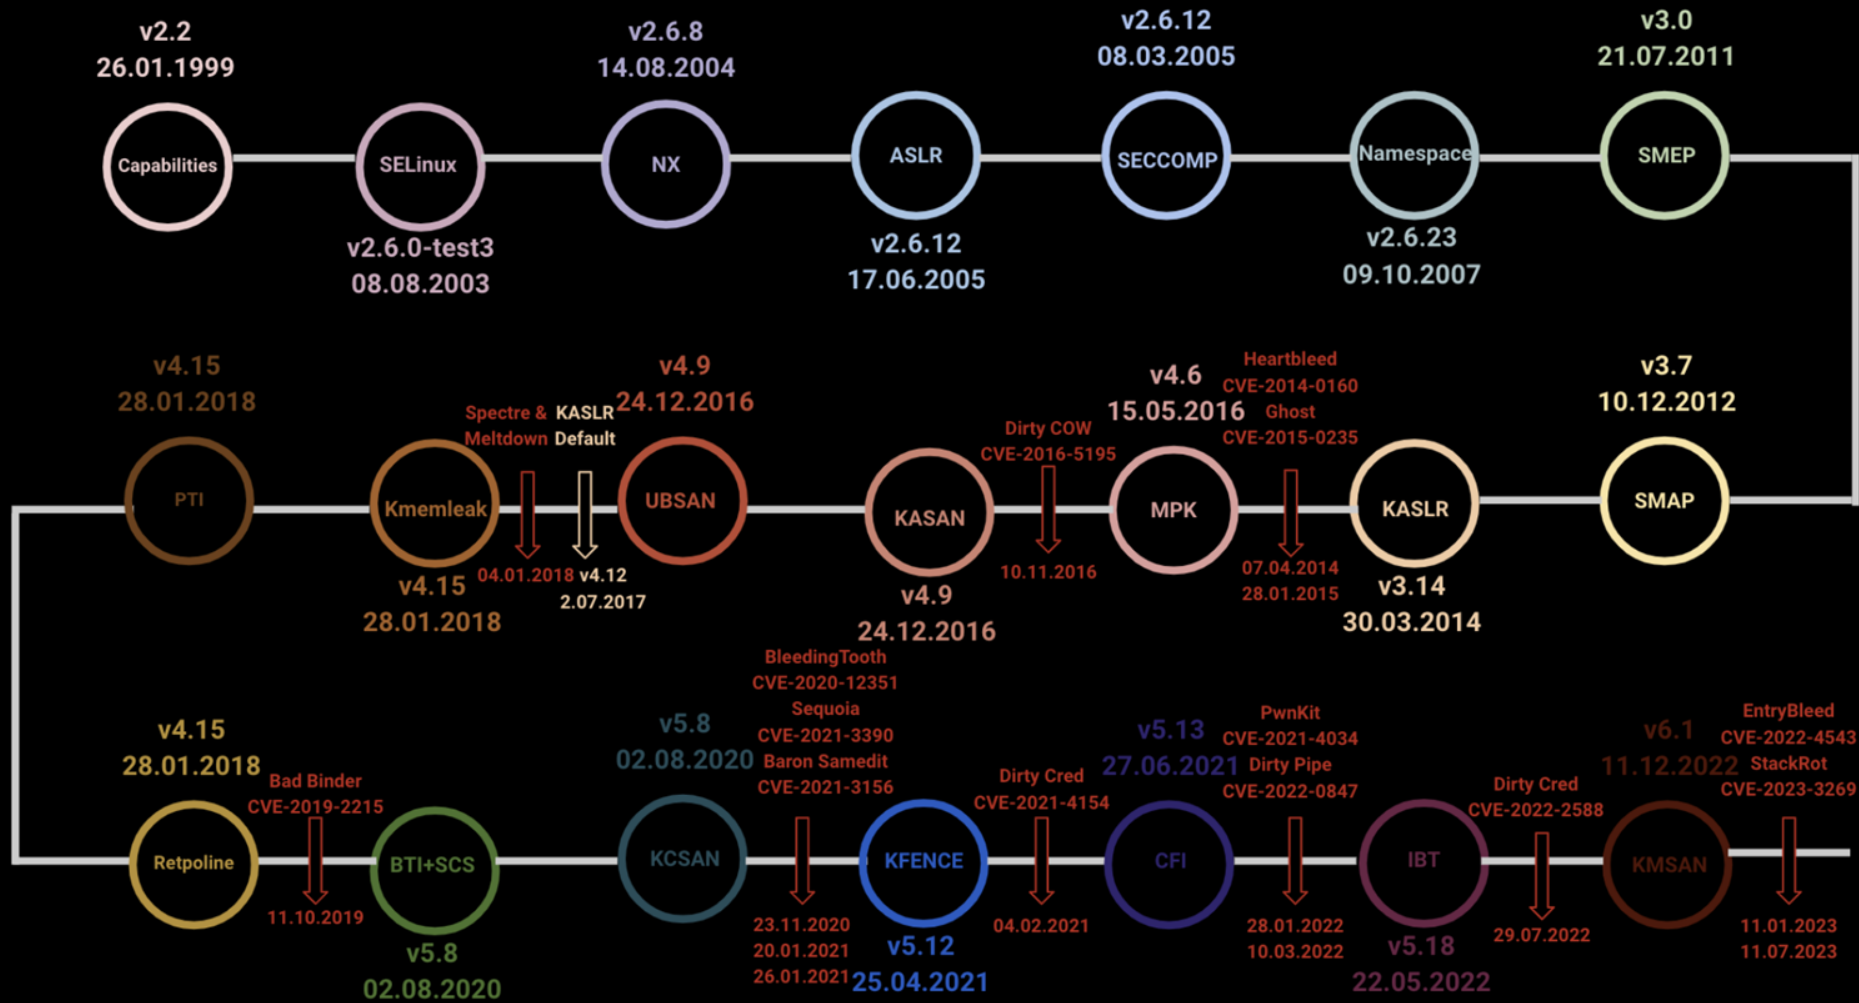 v2.2
26.01.1999
Capabilities
SELinux
v2.6.0-test3
08.08.2003
v2.6.8
14.08.2004
NX
ASLR
v2.6.12
17.06.2005
v2.6.12
08.03.2005
SECCOMP
Namespace
v2.6.23
09.10.2007
v3.0
21.07.2011
SMEP
v4.15
28.01.2018
PTI
Kmemleak
v4.15
28.01.2018
Spectre &
Meltdown
04.01.2018
KASLR
Default
v4.12
2.07.2017
v4.9
24.12.2016
UBSAN
KASAN
v4.9
24.12.2016
Dirty COW
CVE-2016-5195
10.11.2016
v4.6
15.05.2016
MPK
Heartbleed
CVE-2014-0160
Ghost
CVE-2015-0235
07.04.2014
28.01.2015
KASLR
v3.14
30.03.2014
v3.7
10.12.2012
SMAP
v4.15
28.01.2018
Retpoline
Bad Binder
CVE-2019-2215
11.10.2019
BTI+SCS
v5.8
02.08.2020
v5.8
02.08.2020
KCSAN
BleedingTooth
CVE-2020-12351
Sequoia
CVE-2021-3390
Baron Samedit
CVE-2021-3156
23.11.2020
20.01.2021
26.01.2021
KFENCE
v5.12
25.04.2021
Dirty Cred
CVE-2021-4154
04.02.2021
v5.13
27.06.2021
CFI
PwnKit
CVE-2021-4034
Dirty Pipe
CVE-2022-0847
28.01.2022
10.03.2022
IBT
v5.18
22.05.2022
Dirty Cred
CVE-2022-2588
29.07.2022
v6.1
11.12.2022
KMSAN
EntryBleed
CVE-2022-4543
StackRot
CVE-2023-3269
11.01.2023
11.07.2023